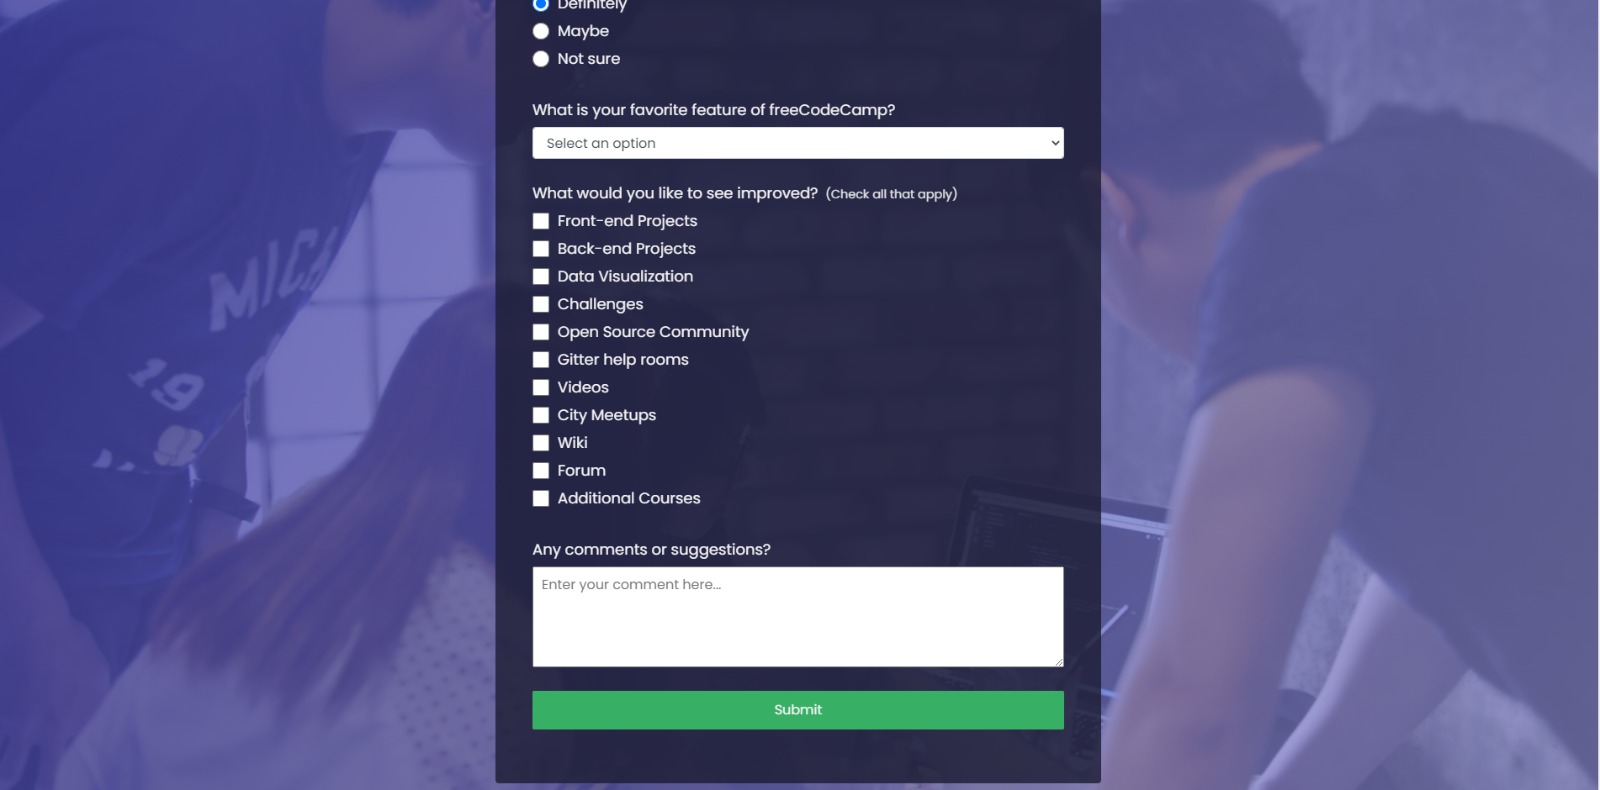 Definitely
Maybe
Not sure
What is your favorite feature of freeCodeCamp?
Select an option
What would you like to see improved? (Check all that apply)
Front-end Projects
Back-end Projects
Data Visualization
Challenges
Open Source Community
Gitter help rooms
Videos
City Meetups
Wiki
Forum
Additional Courses
Any comments or suggestions?
Enter your comment here...
Submit
MICH
19